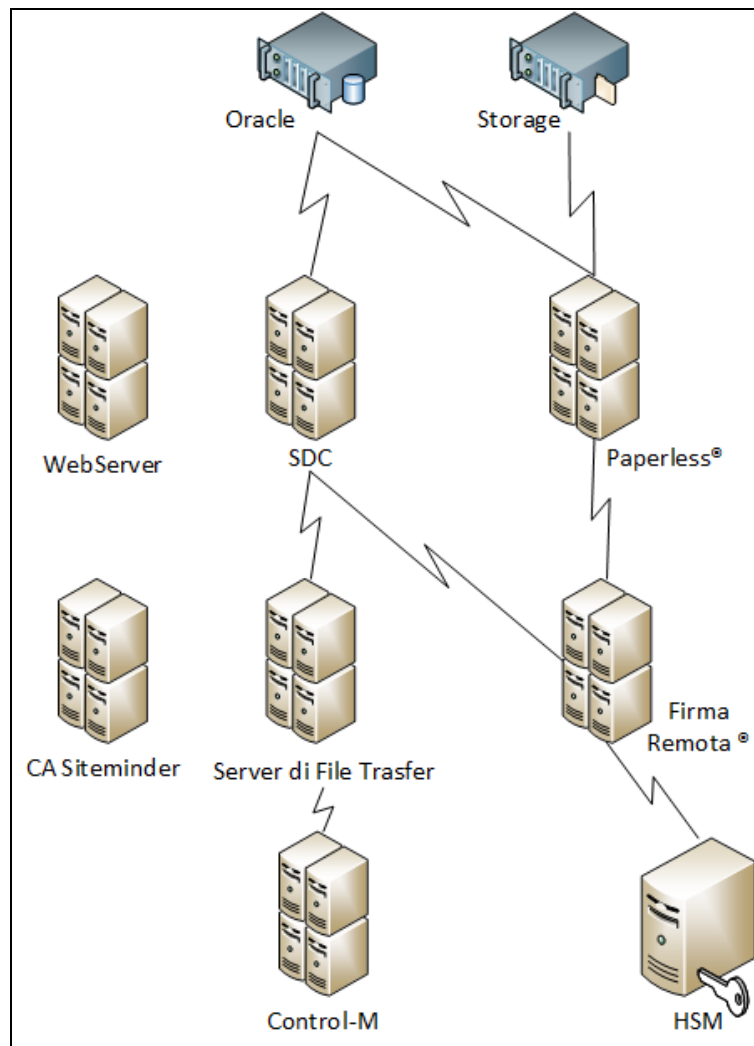 Oracle
Storage
WebServer
SDC
Paperless®
CA Siteminder
Server di File Trasfer
Firma
Remota ®
Control-M
HSM